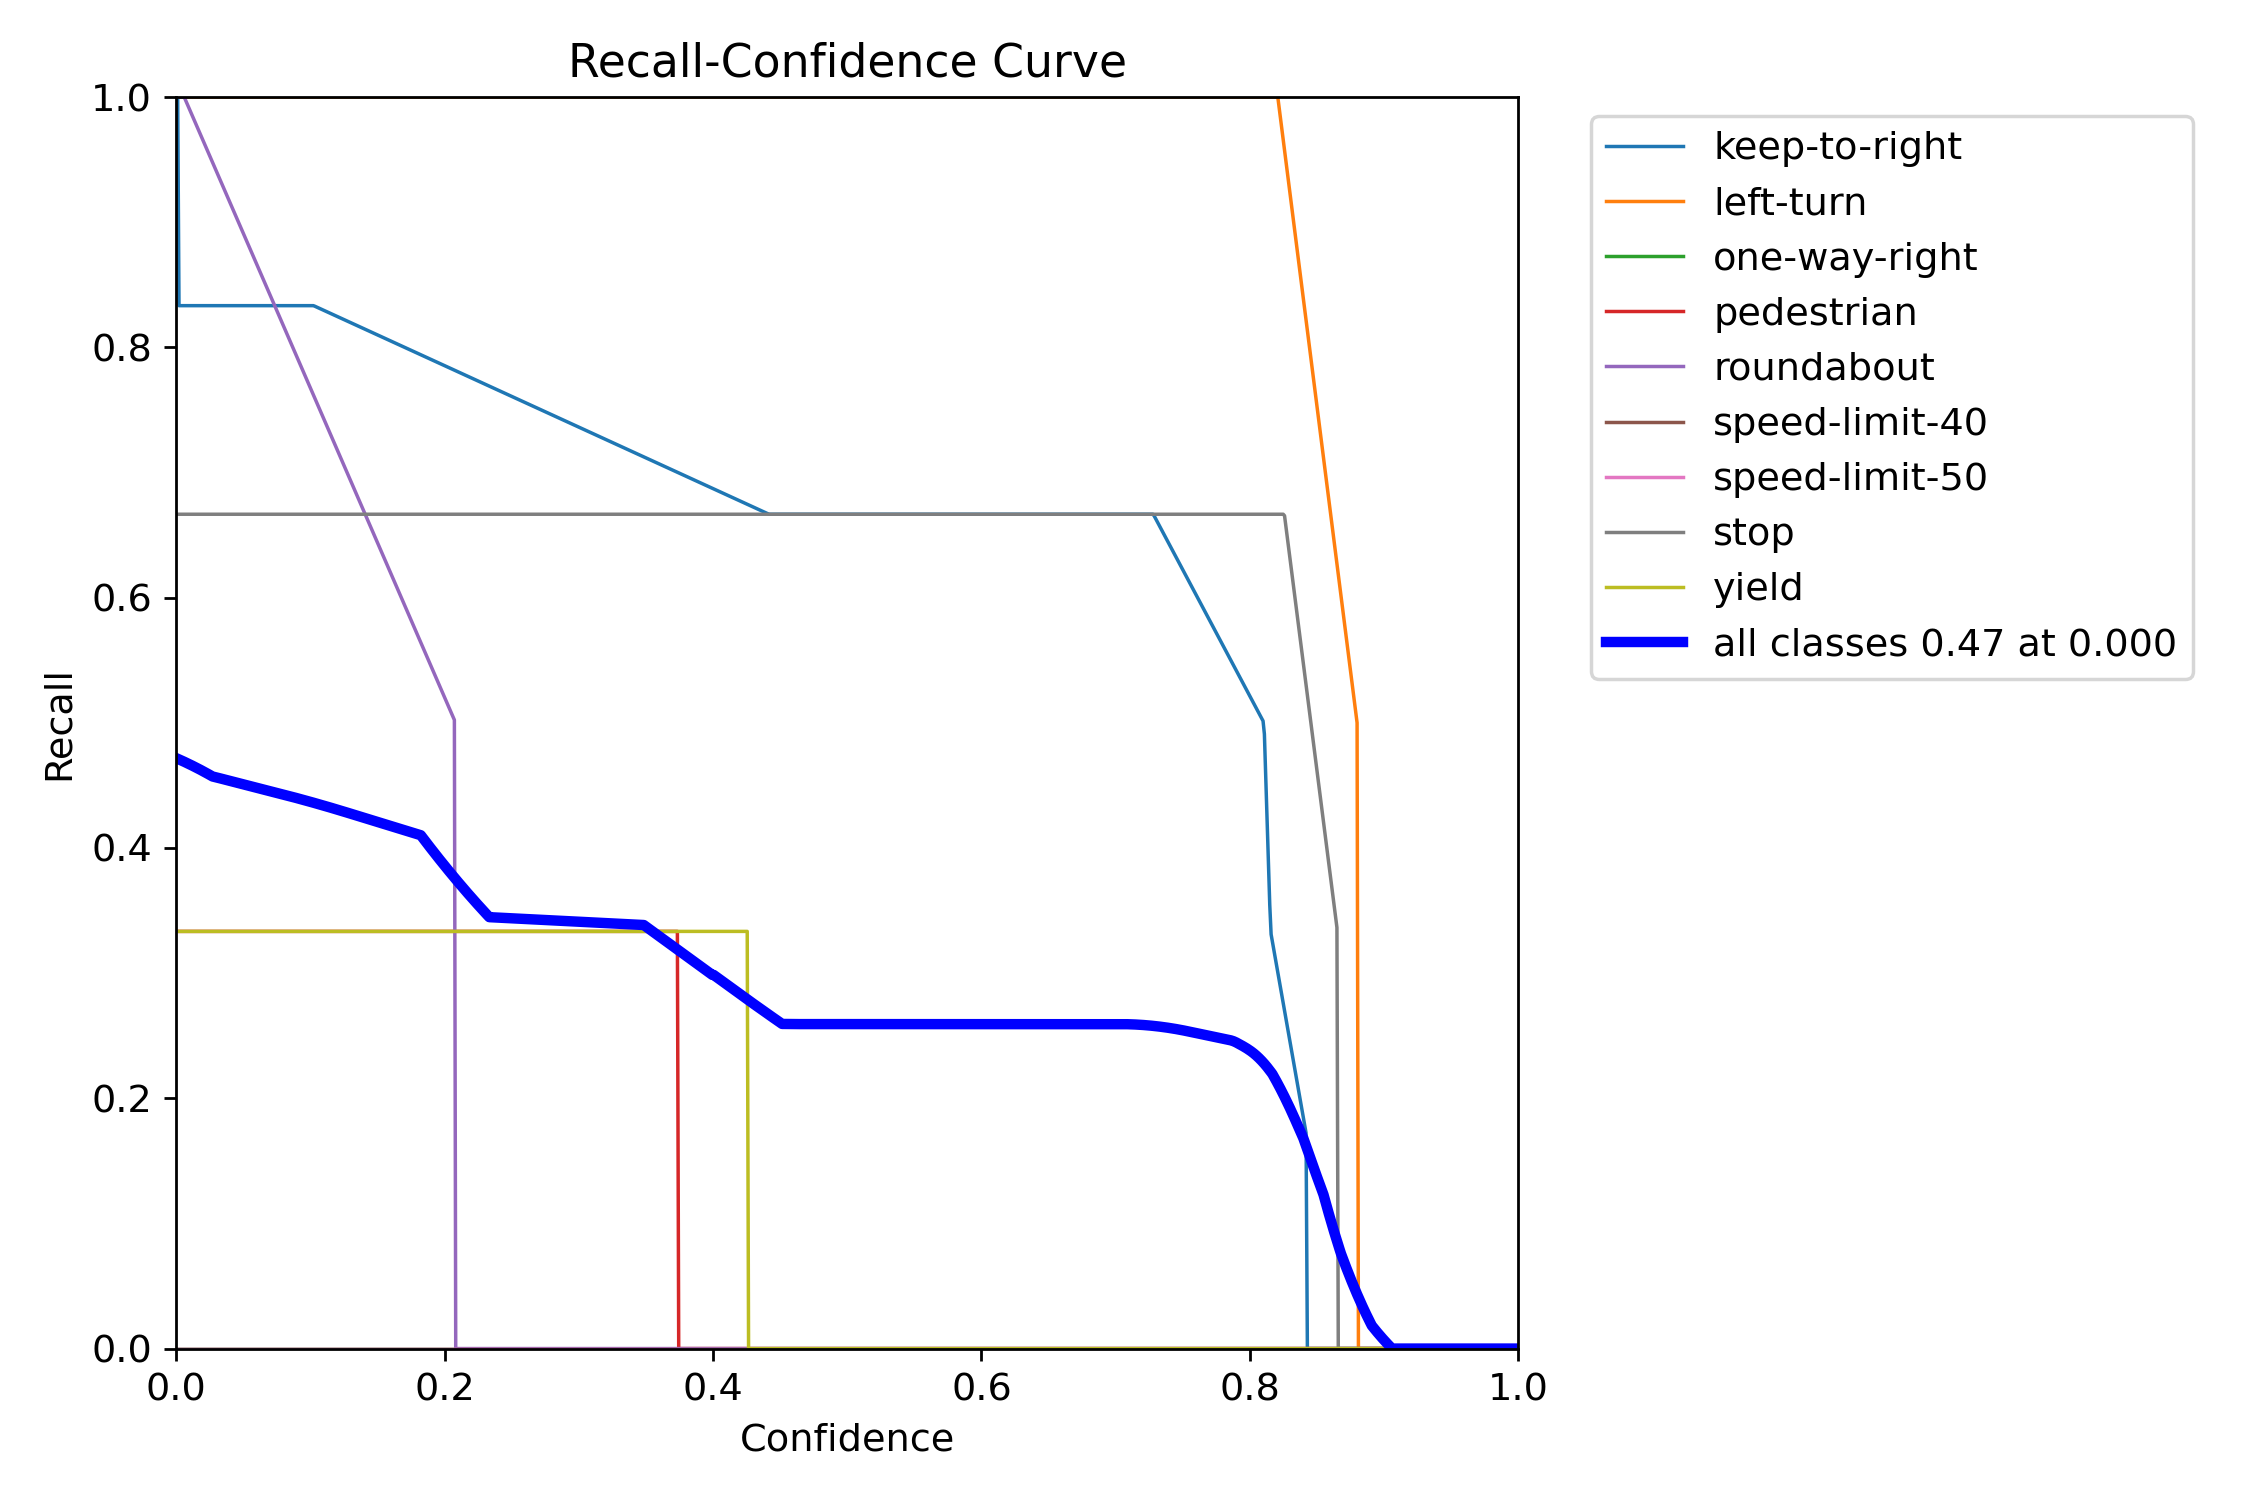 Recall-Confidence Curve
1.0
0.8
0.6
0.4
0.2
0.0
Recall
0.0 0.2 0.4 0.6 0.8 1.0
Confidence
keep-to-right
left-turn
one-way-right
pedestrian
roundabout
speed-limit-40
speed-limit-50
stop
yield
all classes 0.47 at 0.000